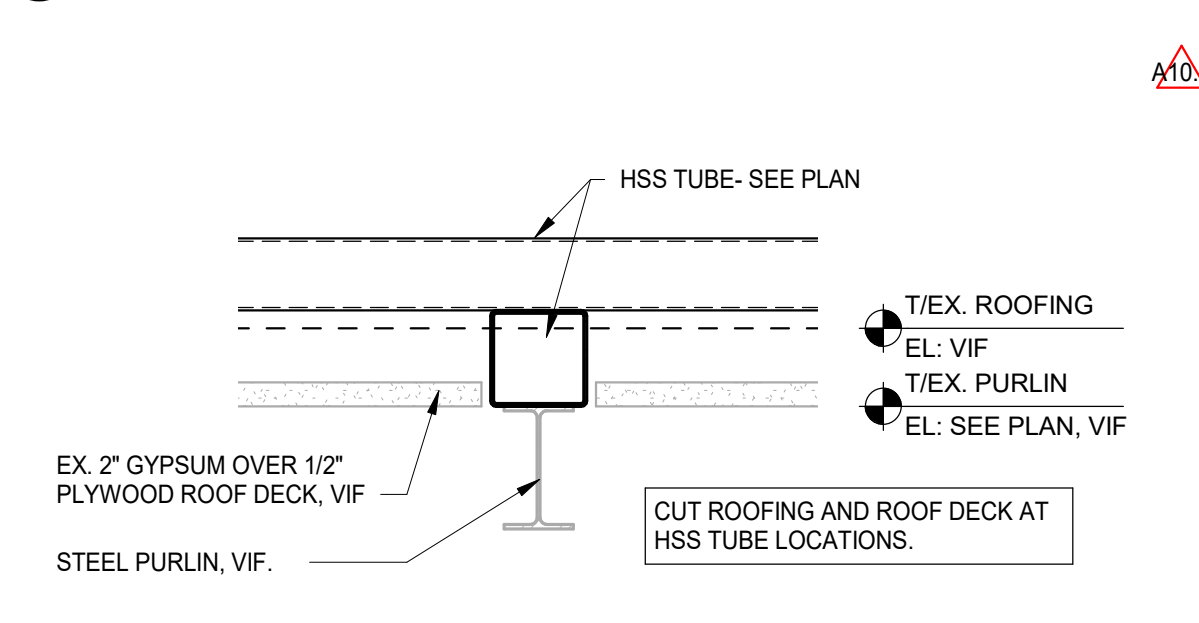 A10.
HSS TUBE- SEE PLAN
T/EX. ROOFING
EL: VIF
T/EX. PURLIN
EL: SEE PLAN, VIF
EX. 2" GYPSUM OVER 1/2"
PLYWOOD ROOF DECK, VIF
STEEL PURLIN, VIF.
CUT ROOFING AND ROOF DECK AT
HSS TUBE LOCATIONS.